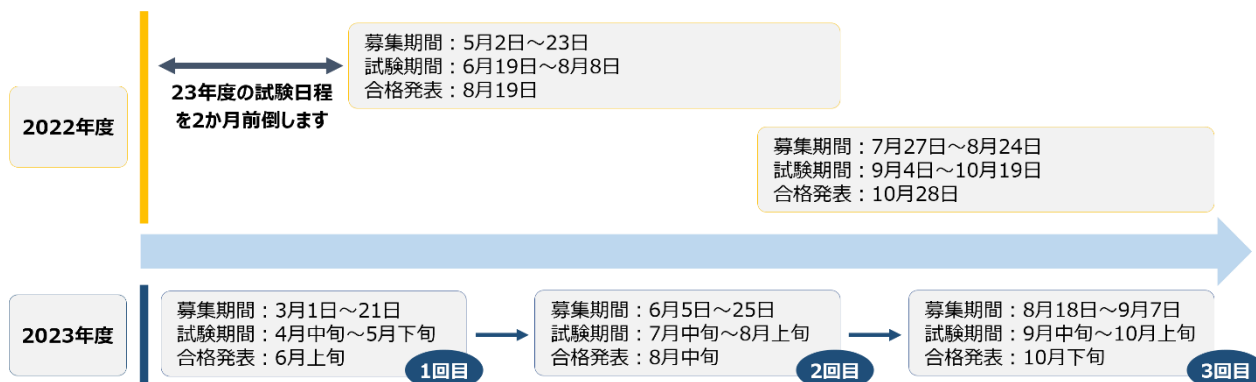 2022年度
23年度の試験日程
を2か月前倒します
募集期間：5月2日～23日
試験期間：6月19日～8月8日
合格発表：8月19日
募集期間：7月27日～8月24日
試験期間：9月4日～10月19日
合格発表：10月28日
2023年度
募集期間：3月1日～21日
試験期間：4月中旬～5月下旬
合格発表：6月上旬
1回目
募集期間：6月5日～25日
試験期間：7月中旬～8月上旬
合格発表：8月中旬
2回目
募集期間：8月18日～9月7日
試験期間：9月中旬～10月上旬
合格発表：10月下旬
3回目